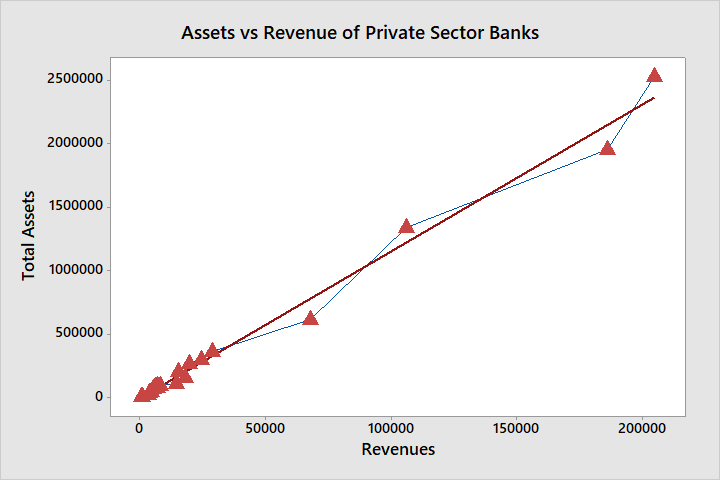 Assets vs Revenue of Private Sector Banks
2500000
2000000
1500000
1000000
500000
0
Total Assets
0 50000 100000 150000 200000
Revenues